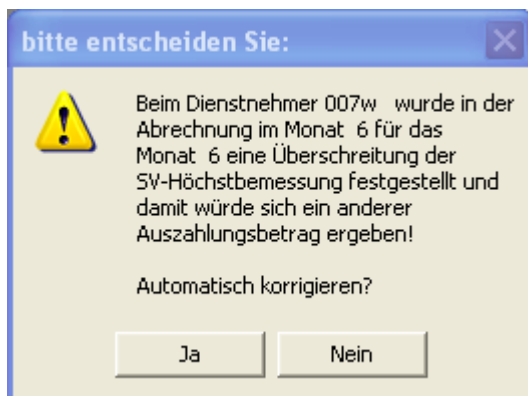 bitte entscheiden Sie:
Beim Dienstnehmer 007w wurde in der
Abrechnung im Monat 6 für das
Monat 6 eine Überschreitung der
SV-Höchstbemessung festgestellt und
damit würde sich ein anderer
Auszahlungsbetrag ergeben!
Automatisch korrigieren?
Ja
Nein